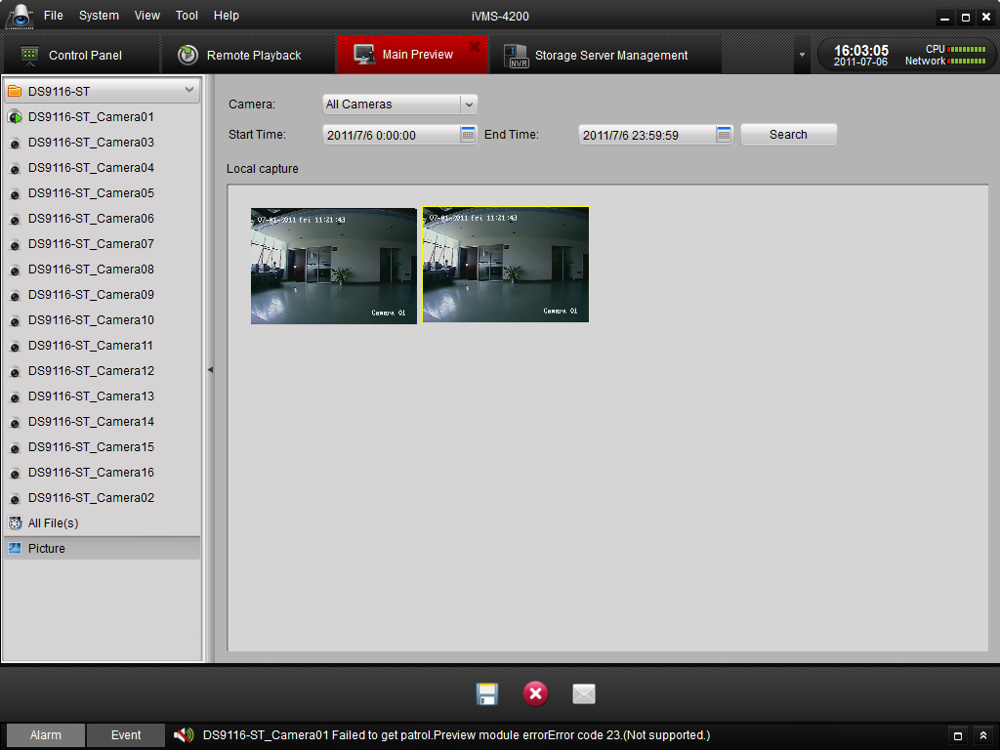 File System View Tool Help
iVMS-4200
Control Panel
Remote Playback
Main Preview
NVR
Storage Server Management
16:03:05
2011-07-06
CPU
Network
DS9116-ST
DS9116-ST_Camera01
DS9116-ST_Camera03
DS9116-ST_Camera04
DS9116-ST_Camera05
DS9116-ST_Camera06
DS9116-ST_Camera07
DS9116-ST_Camera08
DS9116-ST_Camera09
DS9116-ST_Camera10
DS9116-ST_Camera11
DS9116-ST_Camera12
DS9116-ST_Camera13
DS9116-ST_Camera14
DS9116-ST_Camera15
DS9116-ST_Camera16
DS9116-ST_Camera02
All File(s)
Picture
Camera: All Cameras
Start Time: 2011/7/6 0:00:00 End Time: 2011/7/6 23:59:59 Search
Local capture
07-01-2011 Fri 11:21:43
Camera 01
07-01-2011 Fri 11:21:43
Camera 01
Alarm Event DS9116-ST_Camera01 Failed to get patrol.Preview module errorError code 23.(Not supported.)